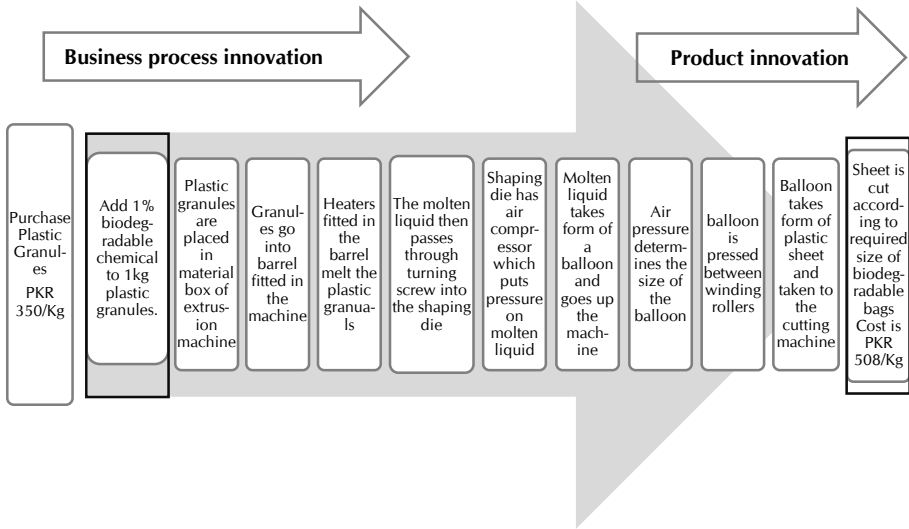 Business process innovation
Product innovation
Purchase
Plastic
Granul-
es
PKR
350/Kg
Add 1%
biodeg-
radable
chemical
to 1kg
plastic
granules.
Plastic
granules
are
placed
in
material
box of
extrus-
ion
machine
Granul-
es go
into
barrel
fitted in
the
machine
Heaters
fitted in
the
barrel
melt the
plastic
granua-
ls
The molten
liquid then
passes
through
turning
screw into
the shaping
die
Shaping
die has
air
compr-
essor
which
puts
pressure
on
molten
liquid
Molten
liquid
takes
form of
a
balloon
and
goes up
the
mach-
ine
Air
pressure
determ-
ines the
size of
the
balloon
balloon
is
pressed
between
winding
rollers
Balloon
takes
form of
plastic
sheet
and
taken to
the
cutting
machine
Sheet is
cut
accord-
ing to
required
size of
biodeg-
radable
bags
Cost is
PKR
508/Kg